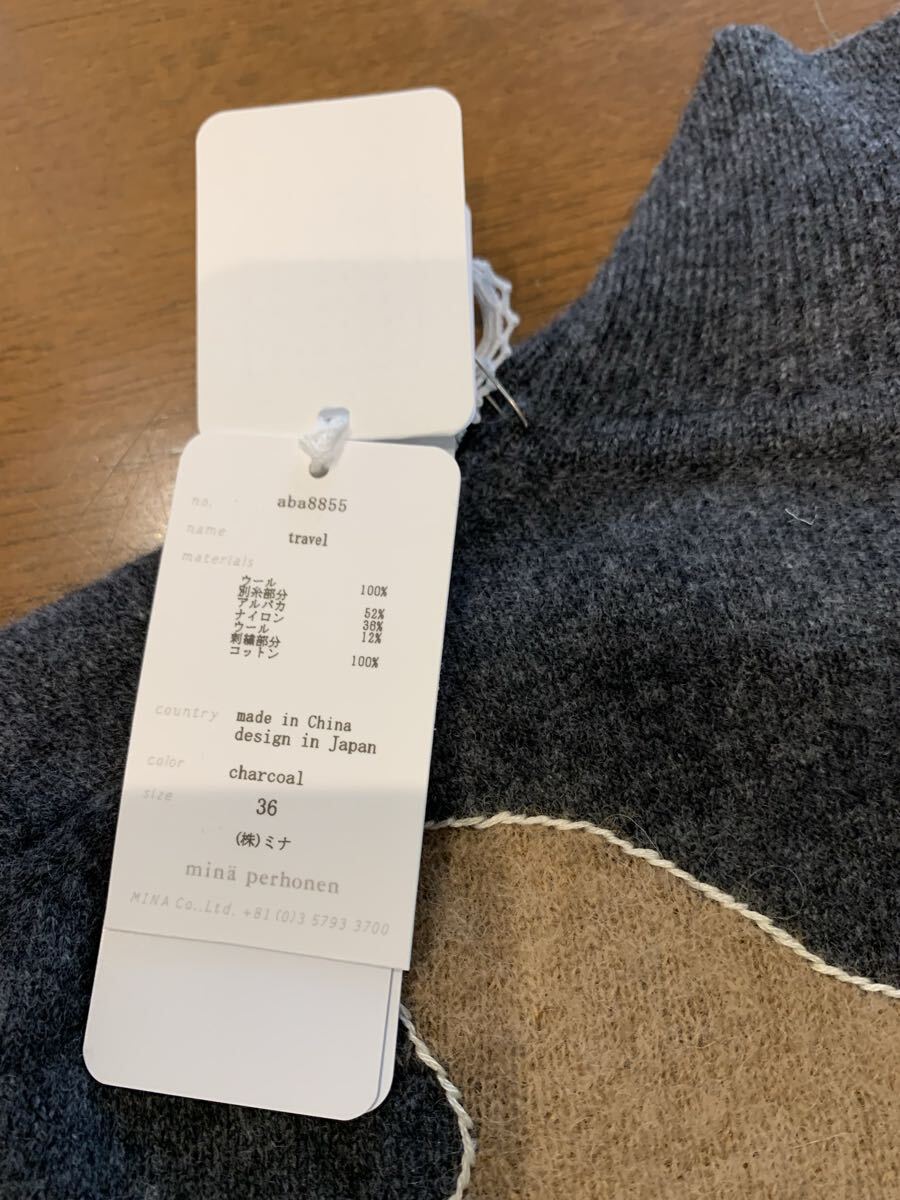 no. aba8855
name travel
materials
ウール 100%
別糸部分
アルパカ 52%
ナイロン 36%
ウール 12%
刺繍部分
コットン 100%
country made in China
design in Japan
color charcoal
size 36
(株)ミナ
minä perhonen
MINA Co.,Ltd. +81(0)3 5793 3700